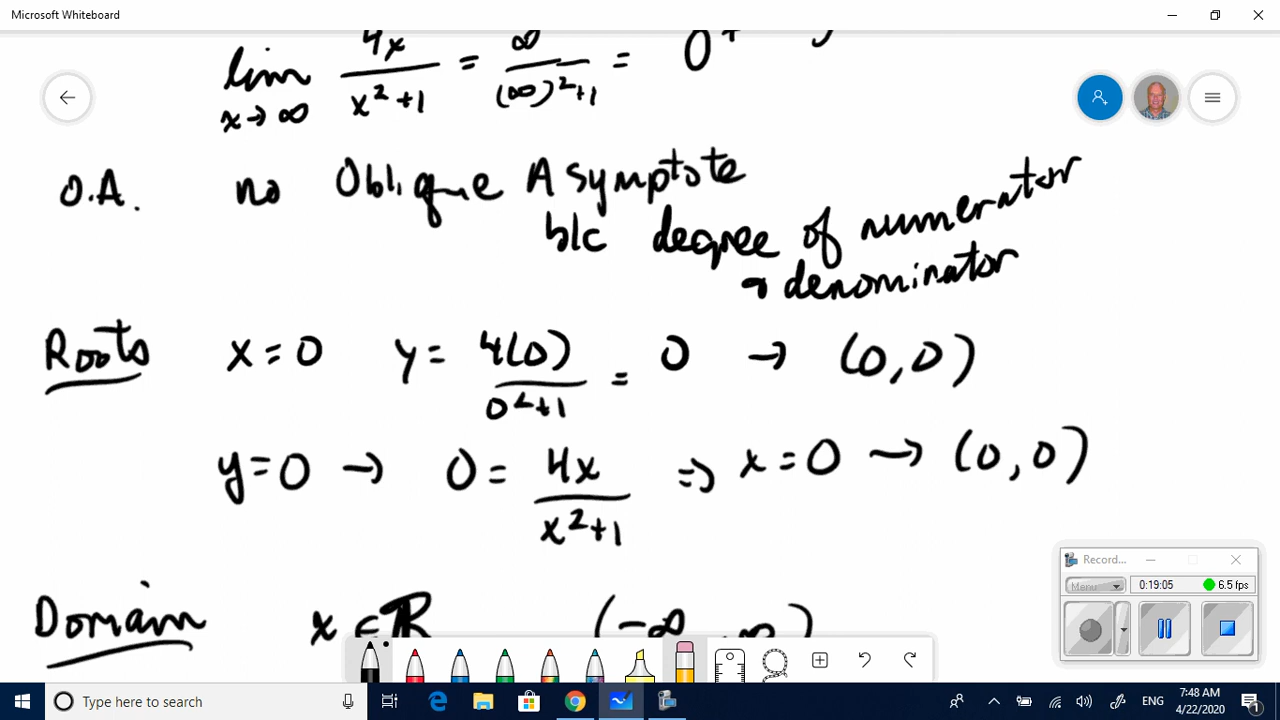 Microsoft Whiteboard
lim x→∞ 4x/(x²+1) = ∞/((∞)²+1) = 0⁺
O.A. no Oblique Asymptote
b/c degree of numerator
denominator
Roots x=0 y= 4(0)/(0²+1) = 0 → (0,0)
y=0 → 0= 4x/(x²+1) => x=0 → (0,0)
Domain x∈ℝ (-∞, ∞)
Record...
Menu
0:19:05
6.5 fps
Type here to search
ENG
7:48 AM
4/22/2020